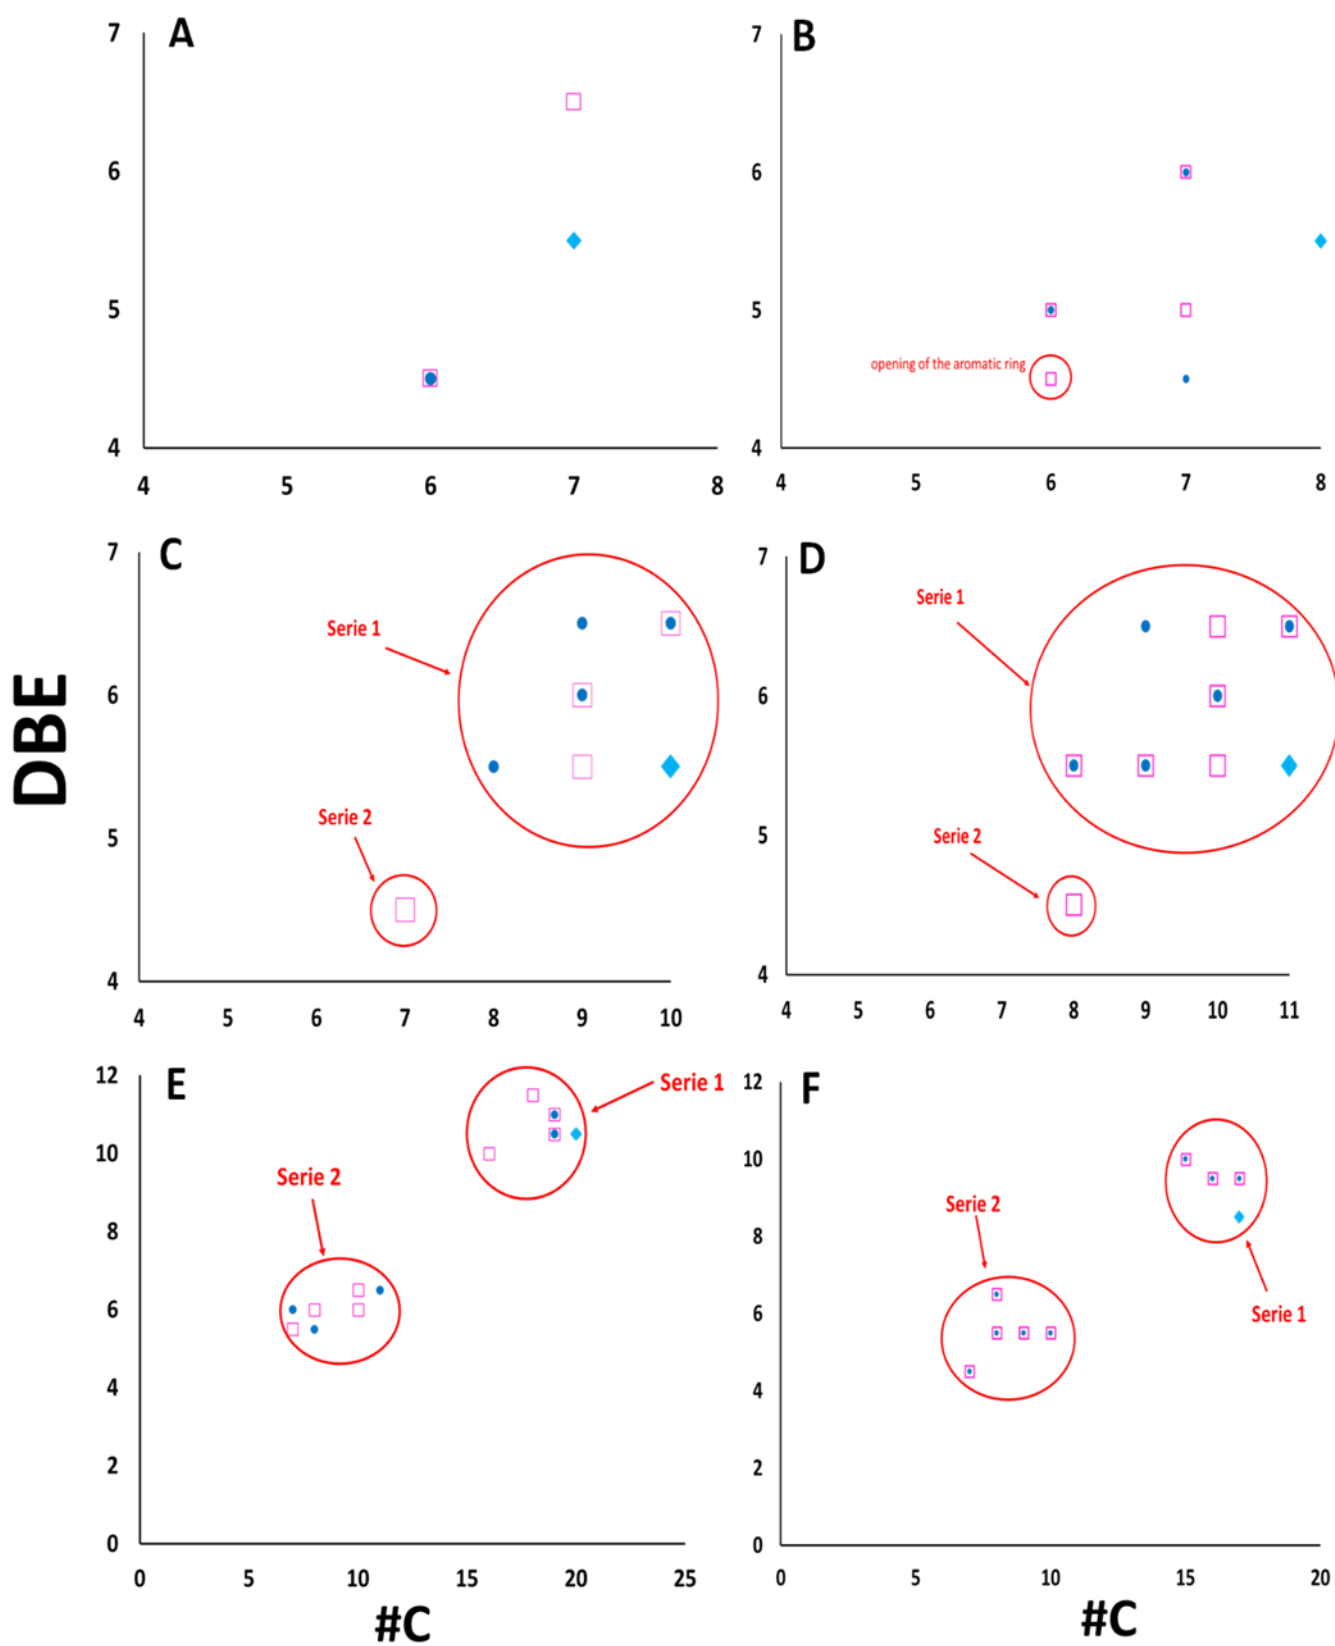 A
7
6
5
4
4 5 6 7 8
B
7
6
5
4
opening of the aromatic ring
4 5 6 7 8
DBE
C
7
6
5
4
Serie 1
Serie 2
4 5 6 7 8 9 10
D
7
6
5
4
Serie 1
Serie 2
4 5 6 7 8 9 10 11
E
12
10
8
6
4
2
0
Serie 1
Serie 2
0 5 10 15 20 25
#C
F
12
10
8
6
4
2
0
Serie 2
Serie 1
0 5 10 15 20
#C